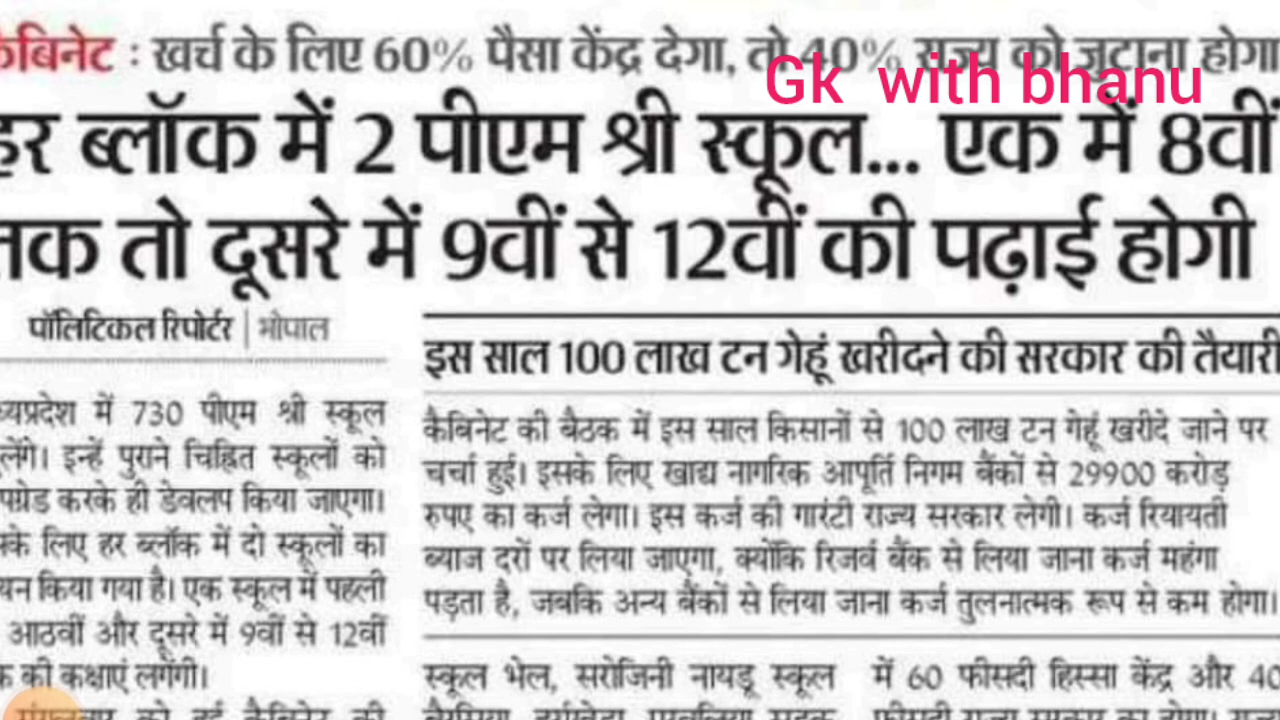 कैबिनेट : खर्च के लिए 60% पैसा केंद्र देगा, तो 40% राज्य को जुटाना होगा
Gk with bhanu
हर ब्लॉक में 2 पीएम श्री स्कूल... एक में 8वीं
तक तो दूसरे में 9वीं से 12वीं की पढ़ाई होगी
पॉलिटिकल रिपोर्टर | भोपाल
यप्रदेश में 730 पीएम श्री स्कूल
लेंगे। इन्हें पुराने चिह्नित स्कूलों को
पग्रेड करके ही डेवलप किया जाएगा।
के लिए हर ब्लॉक में दो स्कूलों का
यन किया गया है। एक स्कूल में पहली
आठवीं और दूसरे में 9वीं से 12वीं
क की कक्षाएं लगेंगी।
मंगलवार को हुई कैबिनेट की
इस साल 100 लाख टन गेहूं खरीदने की सरकार की तैयारी
कैबिनेट की बैठक में इस साल किसानों से 100 लाख टन गेहूं खरीदे जाने पर
चर्चा हुई। इसके लिए खाद्य नागरिक आपूर्ति निगम बैंकों से 29900 करोड़
रुपए का कर्ज लेगा। इस कर्ज की गारंटी राज्य सरकार लेगी। कर्ज रियायती
ब्याज दरों पर लिया जाएगा, क्योंकि रिजर्व बैंक से लिया जाना कर्ज महंगा
पड़ता है, जबकि अन्य बैंकों से लिया जाना कर्ज तुलनात्मक रूप से कम होगा।
स्कूल भेल, सरोजिनी नायडू स्कूल
में 60 फीसदी हिस्सा केंद्र और 40